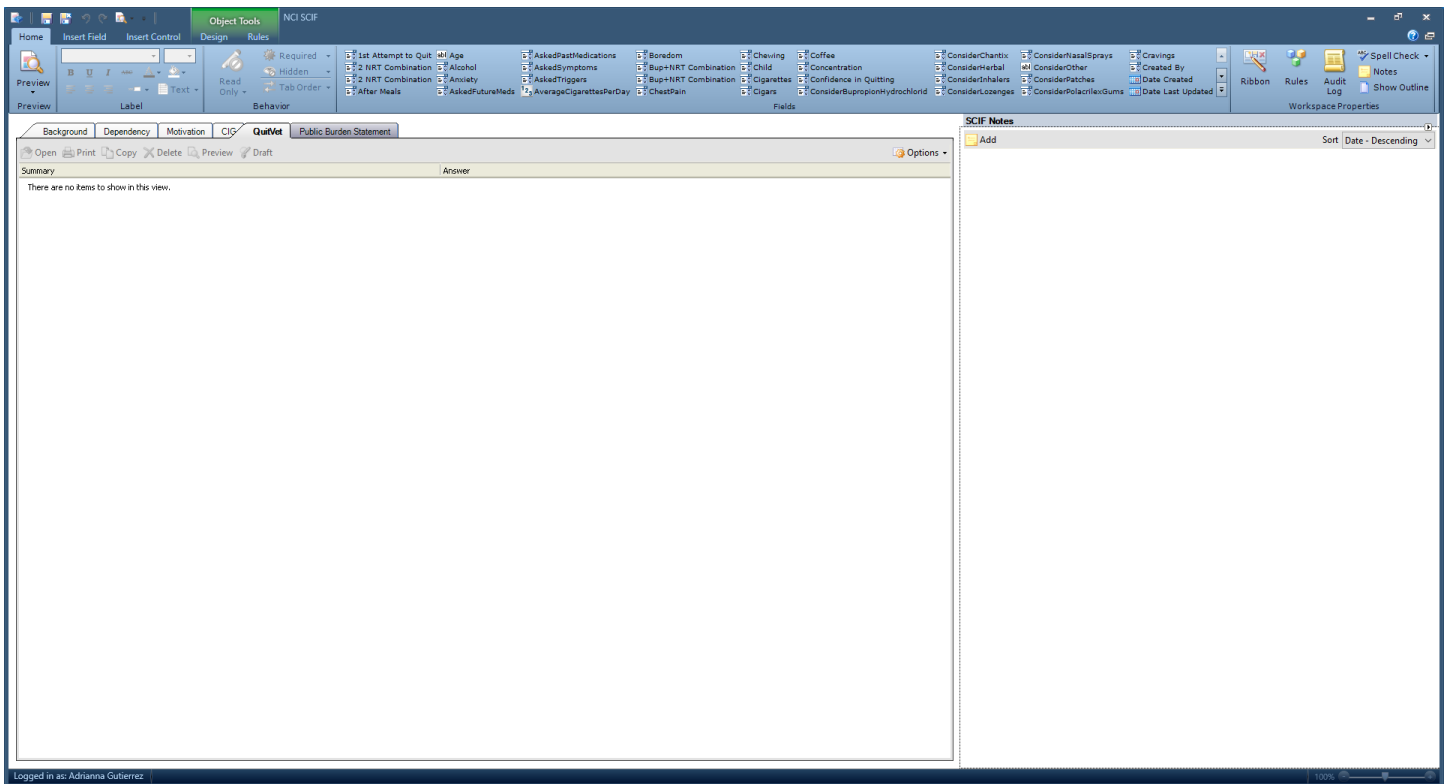 Object Tools NCI SCIF
Home Insert Field Insert Control Design Rules
Preview
Preview
B U I
Text
Label
Read Only
Required
Hidden
Tab Order
Behavior
1st Attempt to Quit Age AskedPastMedications Boredom Chewing Coffee ConsiderChantix ConsiderNasalSprays Cravings
2 NRT Combination Alcohol AskedSymptoms Bup+NRT Combination Child Concentration ConsiderHerbal ConsiderOther Created By
2 NRT Combination Anxiety AskedTriggers Bup+NRT Combination Cigarettes Confidence in Quitting ConsiderInhalers ConsiderPatches Date Created
After Meals AskedFutureMeds AverageCigarettesPerDay ChestPain Cigars ConsiderBupropionHydrochlorid ConsiderLozenges ConsiderPolacrilexGums Date Last Updated
Fields
Ribbon Rules Audit Log
Spell Check
Notes
Show Outline
Workspace Properties
Background Dependency Motivation CIG QuitVet Public Burden Statement
Open Print Copy Delete Preview Draft Options
Summary Answer
There are no items to show in this view.
SCIF Notes
Add Sort Date - Descending
Logged in as: Adrianna Gutierrez 100%